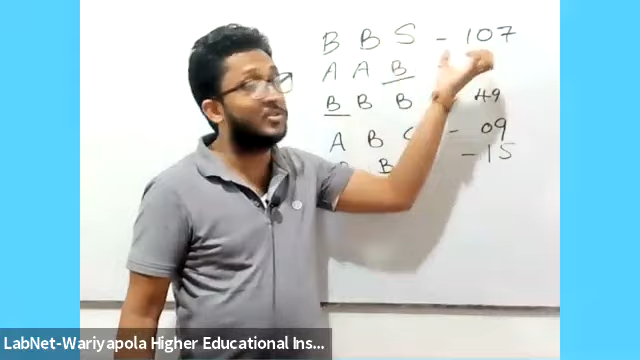 B B S - 107
A A B
B B B 49
A B - 09
B - 15
LabNet-Wariyapola Higher Educational Ins...